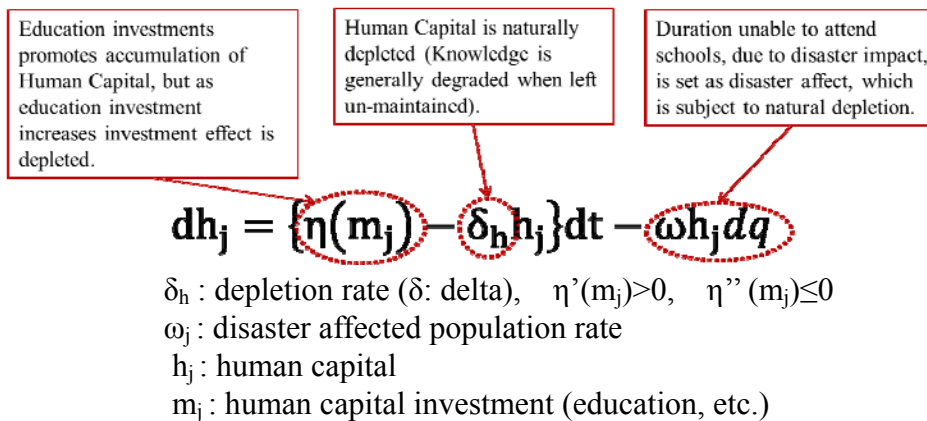 Education investments
promotes accumulation of
Human Capital, but as
education investment
increases investment effect is
depleted.
Human Capital is naturally
depleted (Knowledge is
generally degraded when left
un-maintained).
Duration unable to attend
schools, due to disaster impact,
is set as disaster affect, which
is subject to natural depletion.
dhⱼ = {η(mⱼ) − δₕhⱼ}dt − ωhⱼdq
δₕ : depletion rate (δ: delta), η’(mⱼ)>0, η’’ (mⱼ)≤0
ωⱼ : disaster affected population rate
hⱼ : human capital
mⱼ : human capital investment (education, etc.)